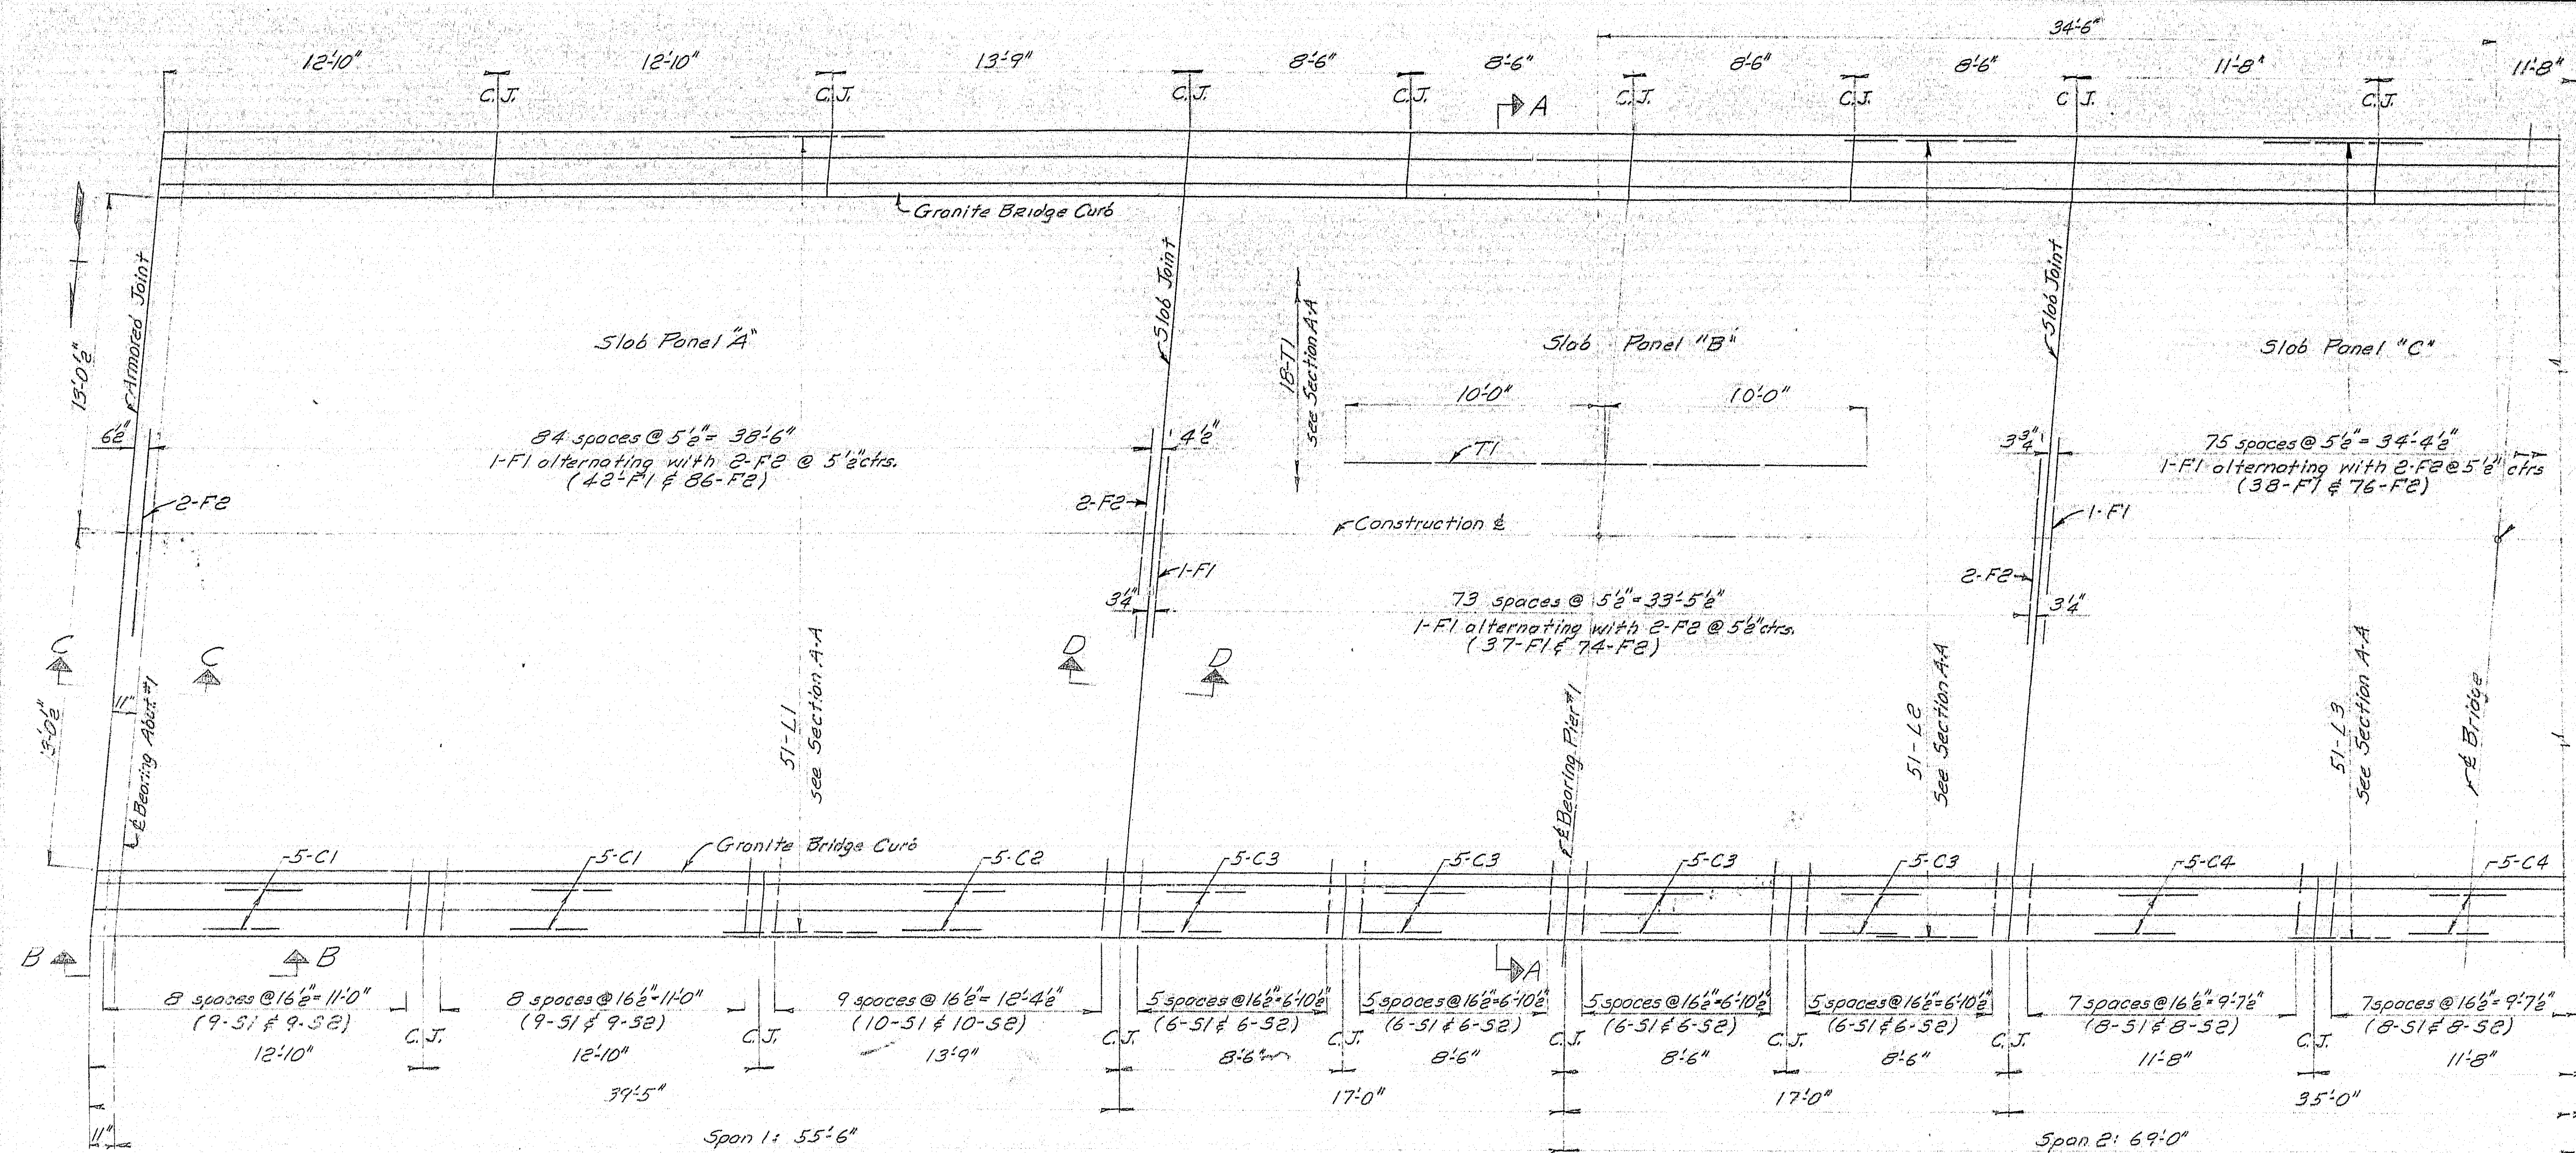 34'-6"
12'-10" 12'-10" 13'-9" 8'-6" 8'-6" 8'-6" 8'-6" 11'-8" 11'-8"
C.J. C.J. C.J. C.J. C.J. C.J. C.J. C.J.
A
Granite Bridge Curb
Armored Joint
Slab Joint
Slab Joint
13'-0½"
Slab Panel "A"
18-T1
see Section A-A
Slab Panel "B"
Slab Panel "C"
10'-0" 10'-0"
T1
6½"
84 spaces @ 5½" = 38'-6"
1-F1 alternating with 2-F2 @ 5½" ctrs.
(42-F1 & 86-F2)
4½"
3¾"
75 spaces @ 5½" = 34'-4½"
1-F1 alternating with 2-F2 @ 5½" ctrs
(38-F1 & 76-F2)
2-F2
2-F2
Construction ℄
1-F1
1-F1
2-F2
3¼"
73 spaces @ 5½" = 33'-5½"
1-F1 alternating with 2-F2 @ 5½" ctrs.
(37-F1 & 74-F2)
3¼"
C C D D
13'-0½"
11"
℄ Bearing Abut. #1
51-L1
see Section A-A
℄ Bearing Pier #1
51-L2
see Section A-A
51-L3
see Section A-A
℄ Bridge
Granite Bridge Curb
5-C1 5-C1 5-C2 5-C3 5-C3 5-C3 5-C3 5-C4 5-C4
B B A
8 spaces @ 16½" = 11'-0" 8 spaces @ 16½" = 11'-0" 9 spaces @ 16½" = 12'-4½" 5 spaces @ 16½" = 6'-10½" 5 spaces @ 16½" = 6'-10½" 5 spaces @ 16½" = 6'-10½" 5 spaces @ 16½" = 6'-10½" 7 spaces @ 16½" = 9'-7½" 7 spaces @ 16½" = 9'-7½"
(9-S1 & 9-S2) (9-S1 & 9-S2) (10-S1 & 10-S2) (6-S1 & 6-S2) (6-S1 & 6-S2) (6-S1 & 6-S2) (6-S1 & 6-S2) (8-S1 & 8-S2) (8-S1 & 8-S2)
C.J. C.J. C.J. C.J. C.J. C.J. C.J. C.J.
12'-10" 12'-10" 13'-9" 8'-6" 8'-6" 8'-6" 8'-6" 11'-8" 11'-8"
39'-5" 17'-0" 17'-0" 35'-0"
11"
Span 1: 55'-6" Span 2: 69'-0"